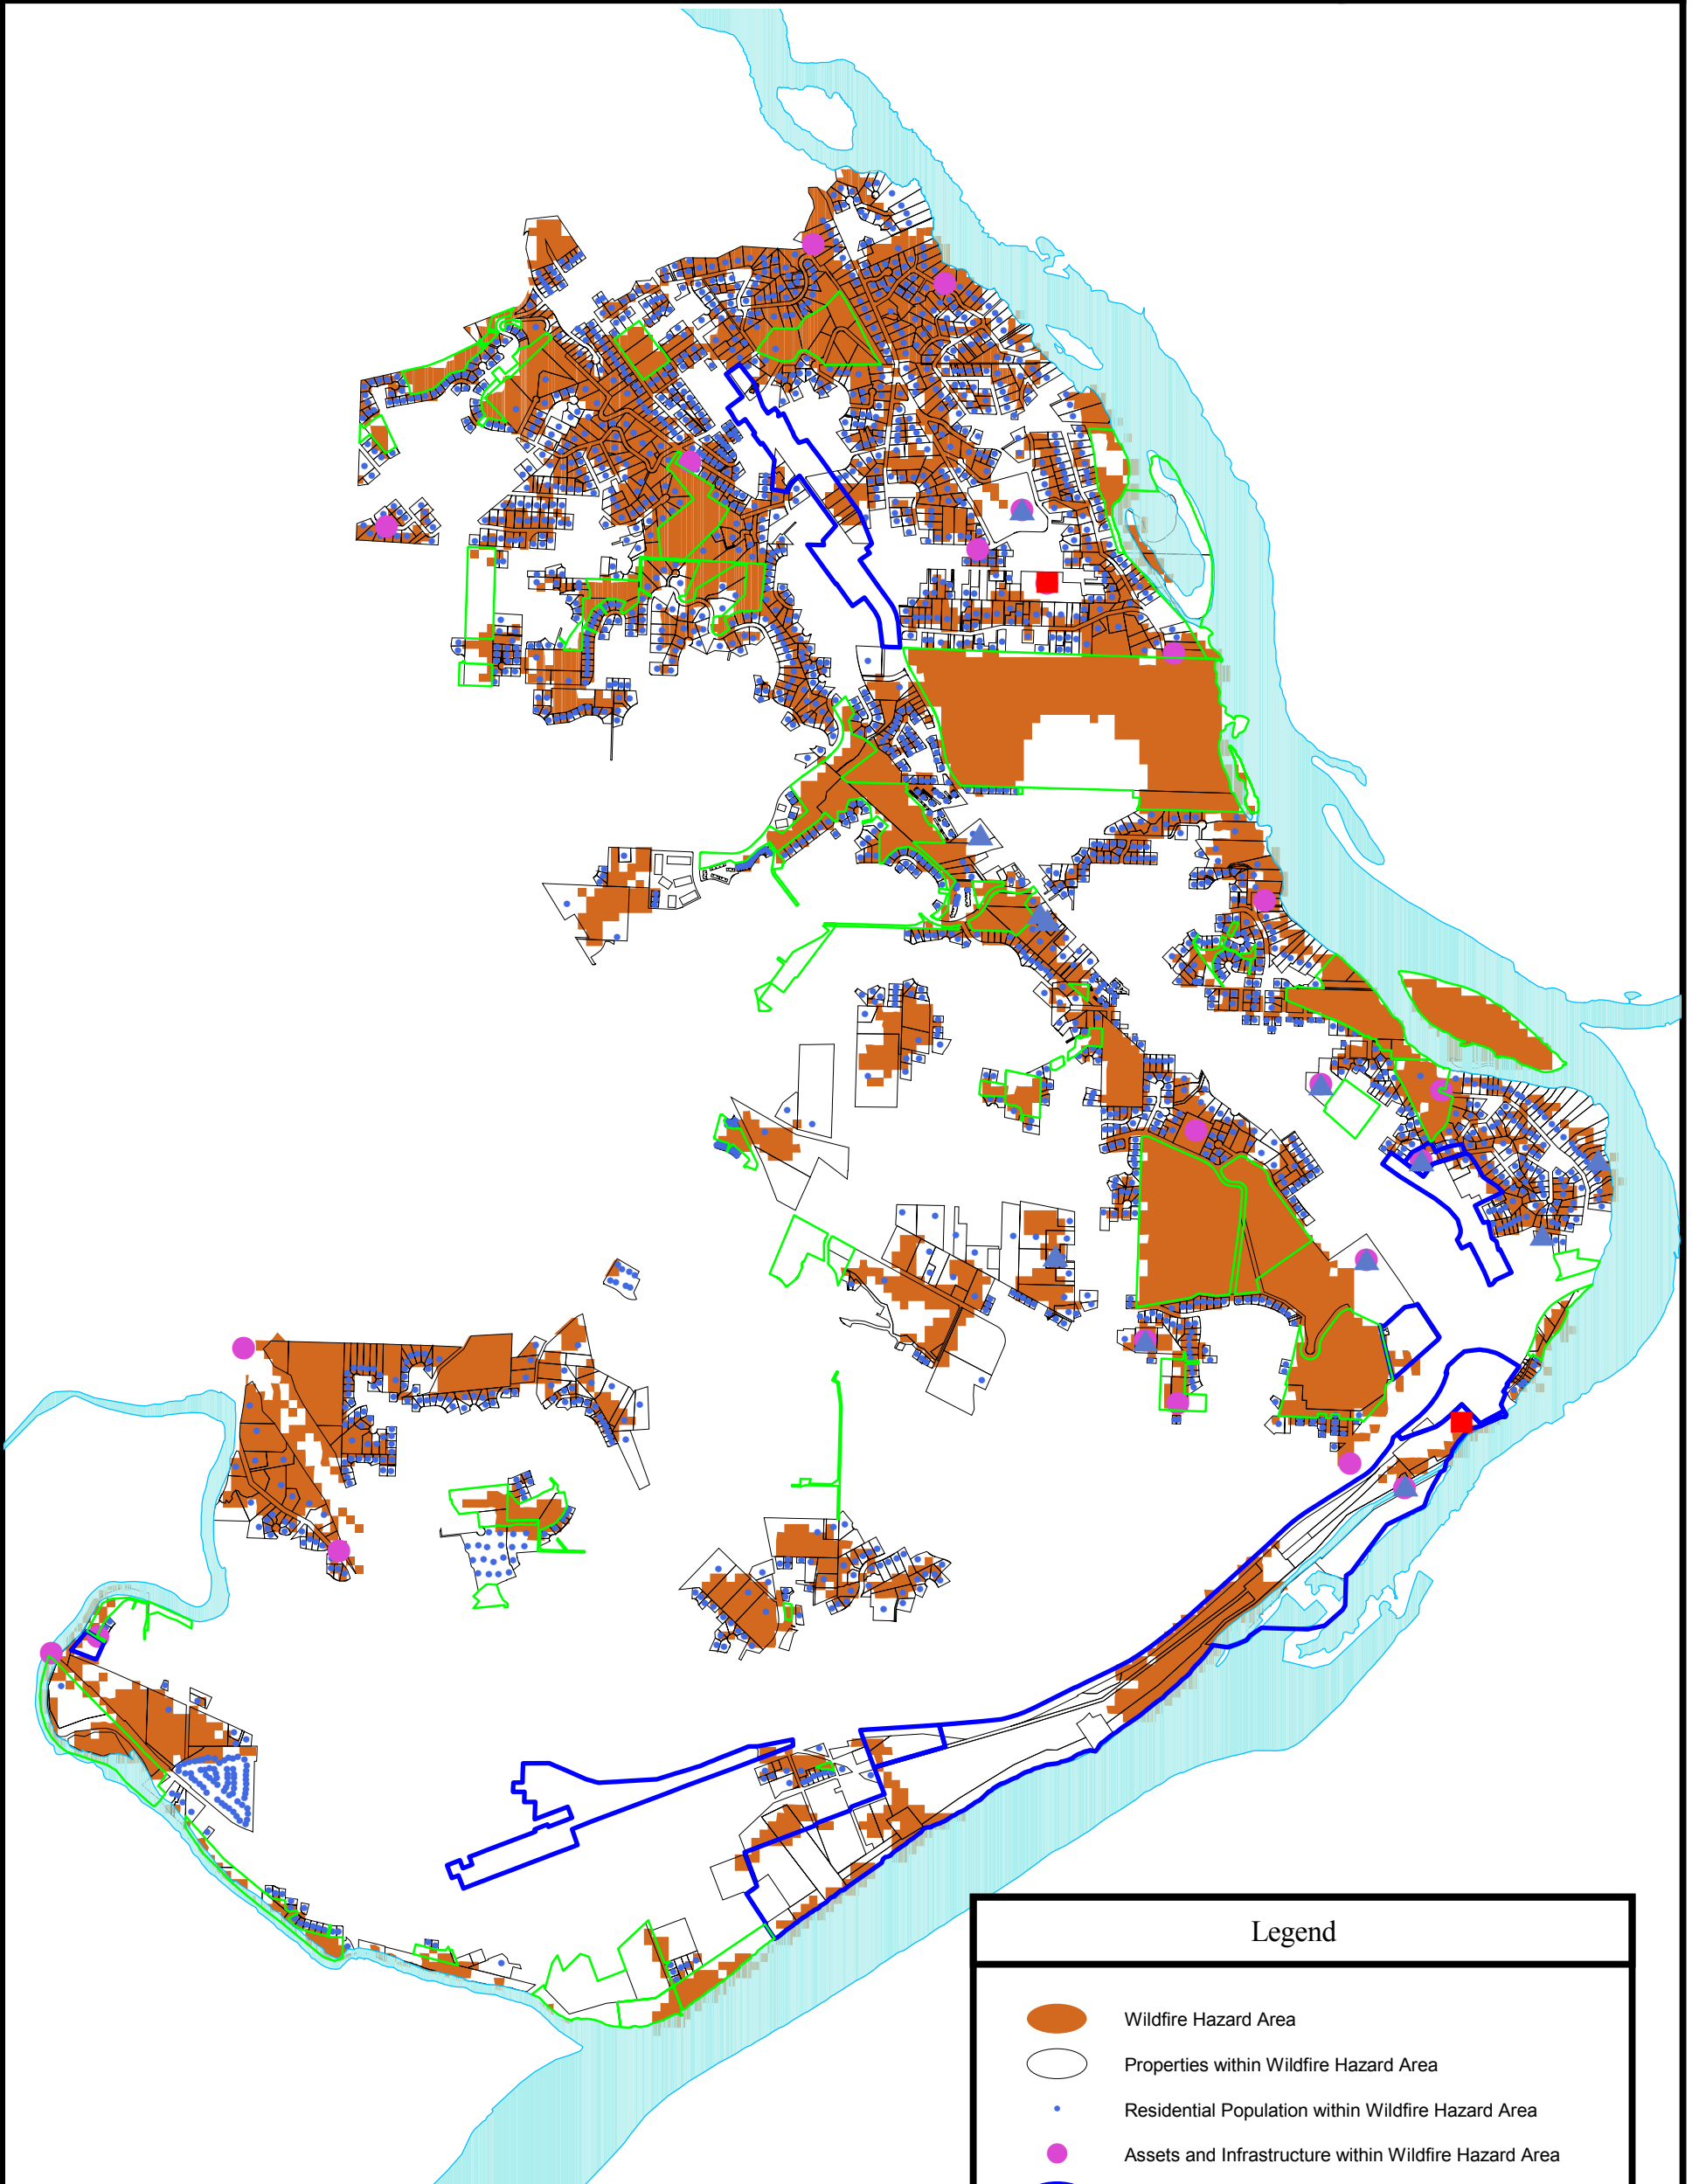 Legend
Wildfire Hazard Area
Properties within Wildfire Hazard Area
Residential Population within Wildfire Hazard Area
Assets and Infrastructure within Wildfire Hazard Area